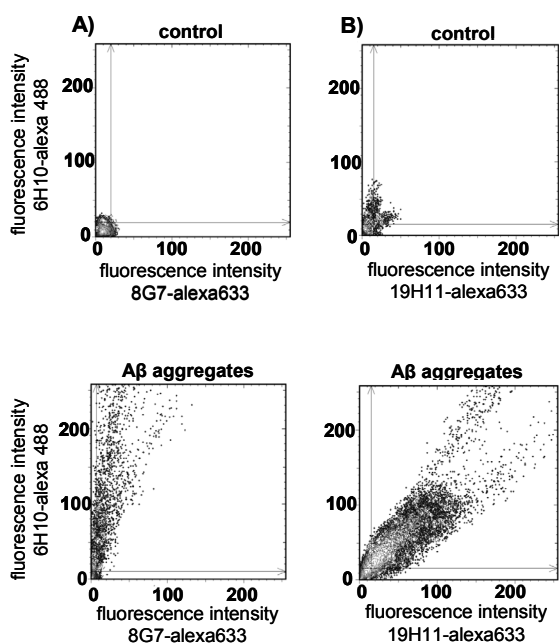 A)
control
fluorescence intensity
6H10-alexa 488
200
100
0
0
100
200
fluorescence intensity
8G7-alexa633
B)
control
200
100
0
0
100
200
fluorescence intensity
19H11-alexa633
Aβ aggregates
fluorescence intensity
6H10-alexa 488
200
100
0
0
100
200
fluorescence intensity
8G7-alexa633
Aβ aggregates
200
100
0
0
100
200
fluorescence intensity
19H11-alexa633